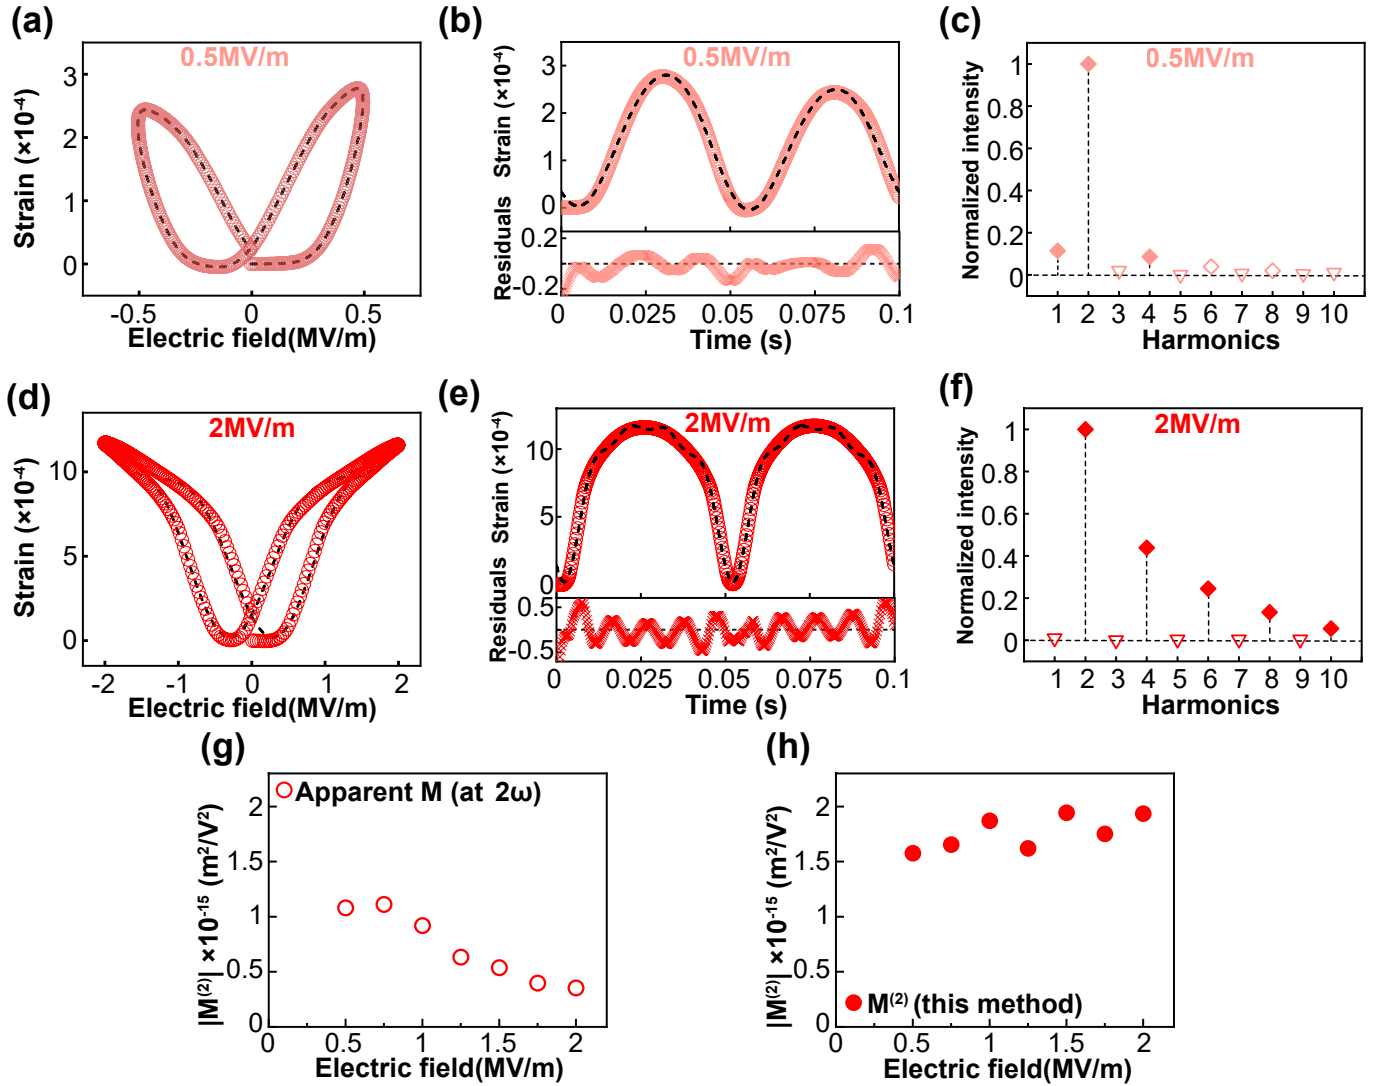 (a)
0.5MV/m
Strain (×10⁻⁴)
3
2
1
0
-0.5
0
0.5
Electric field(MV/m)
(b)
0.5MV/m
Strain (×10⁻⁴)
3
2
1
0
Residuals
0.2
-0.2
0
0.025
0.05
0.075
0.1
Time (s)
(c)
0.5MV/m
Normalized intensity
1
0.8
0.6
0.4
0.2
0
1 2 3 4 5 6 7 8 9 10
Harmonics
(d)
2MV/m
Strain (×10⁻⁴)
10
5
0
-2
-1
0
1
2
Electric field(MV/m)
(e)
2MV/m
Strain (×10⁻⁴)
10
5
0
Residuals
0.5
-0.5
0
0.025
0.05
0.075
0.1
Time (s)
(f)
2MV/m
Normalized intensity
1
0.8
0.6
0.4
0.2
0
1 2 3 4 5 6 7 8 9 10
Harmonics
(g)
Apparent M (at 2ω)
|M⁽²⁾| ×10⁻¹⁵ (m²/V²)
2
1.5
1
0.5
0
0
0.5
1
1.5
2
Electric field(MV/m)
(h)
M⁽²⁾ (this method)
|M⁽²⁾| ×10⁻¹⁵ (m²/V²)
2
1.5
1
0.5
0
0
0.5
1
1.5
2
Electric field(MV/m)